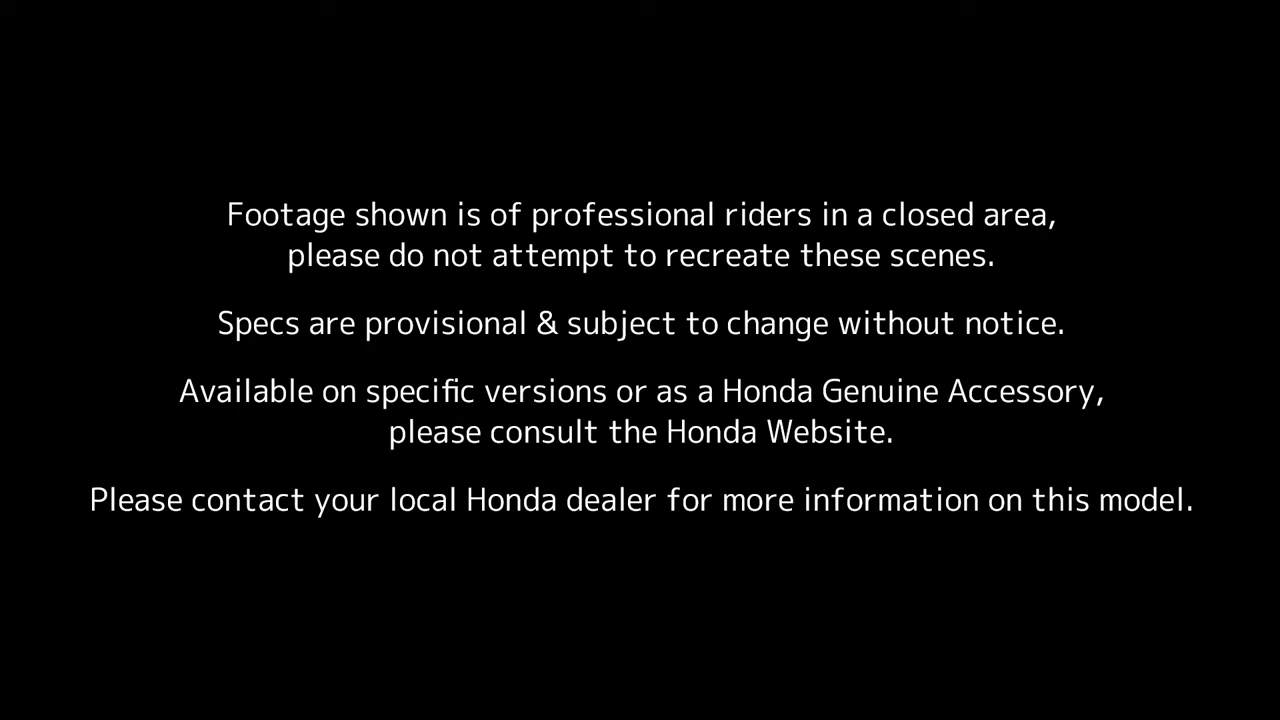 Footage shown is of professional riders in a closed area,
please do not attempt to recreate these scenes.
Specs are provisional & subject to change without notice.
Available on specific versions or as a Honda Genuine Accessory,
please consult the Honda Website.
Please contact your local Honda dealer for more information on this model.